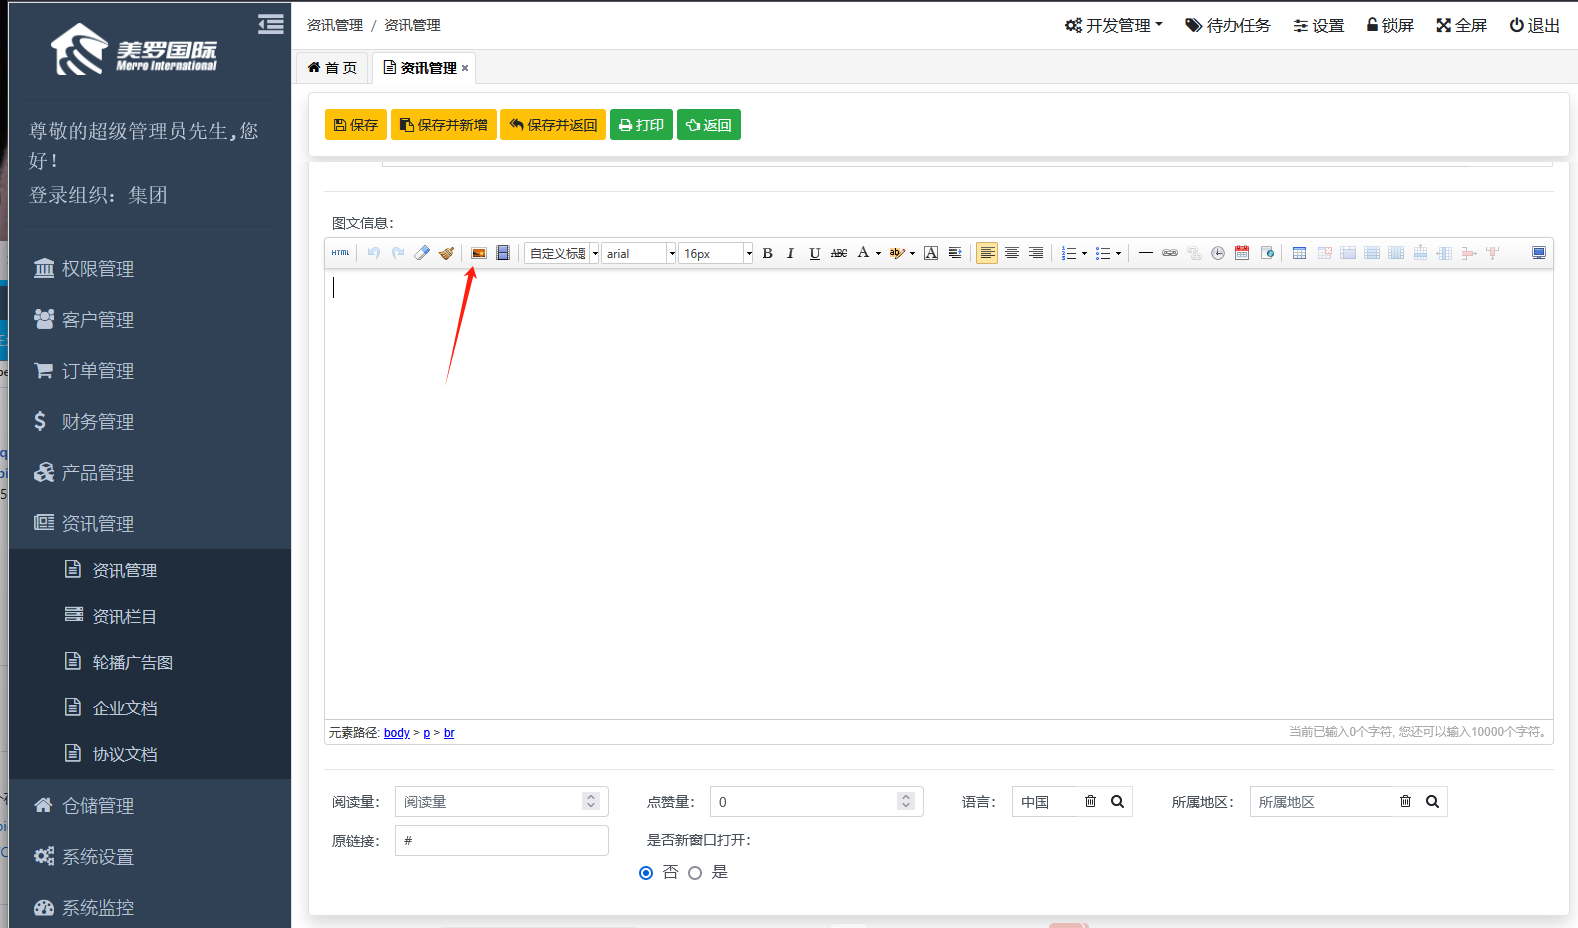 美罗国际
Merro International
资讯管理 / 资讯管理
开发管理
待办任务
设置
锁屏
全屏
退出
首 页
资讯管理
尊敬的超级管理员先生,您
好!
登录组织：集团
保存
保存并新增
保存并返回
打印
返回
图文信息：
HTML
自定义标题
arial
16px
B
I
U
ABC
A
ab
A
权限管理
客户管理
订单管理
财务管理
产品管理
资讯管理
资讯管理
资讯栏目
轮播广告图
企业文档
协议文档
仓储管理
系统设置
系统监控
元素路径: body > p > br
当前已输入0个字符, 您还可以输入10000个字符。
阅读量：
阅读量
点赞量：
0
语言：
中国
所属地区：
所属地区
原链接：
#
是否新窗口打开：
否
是